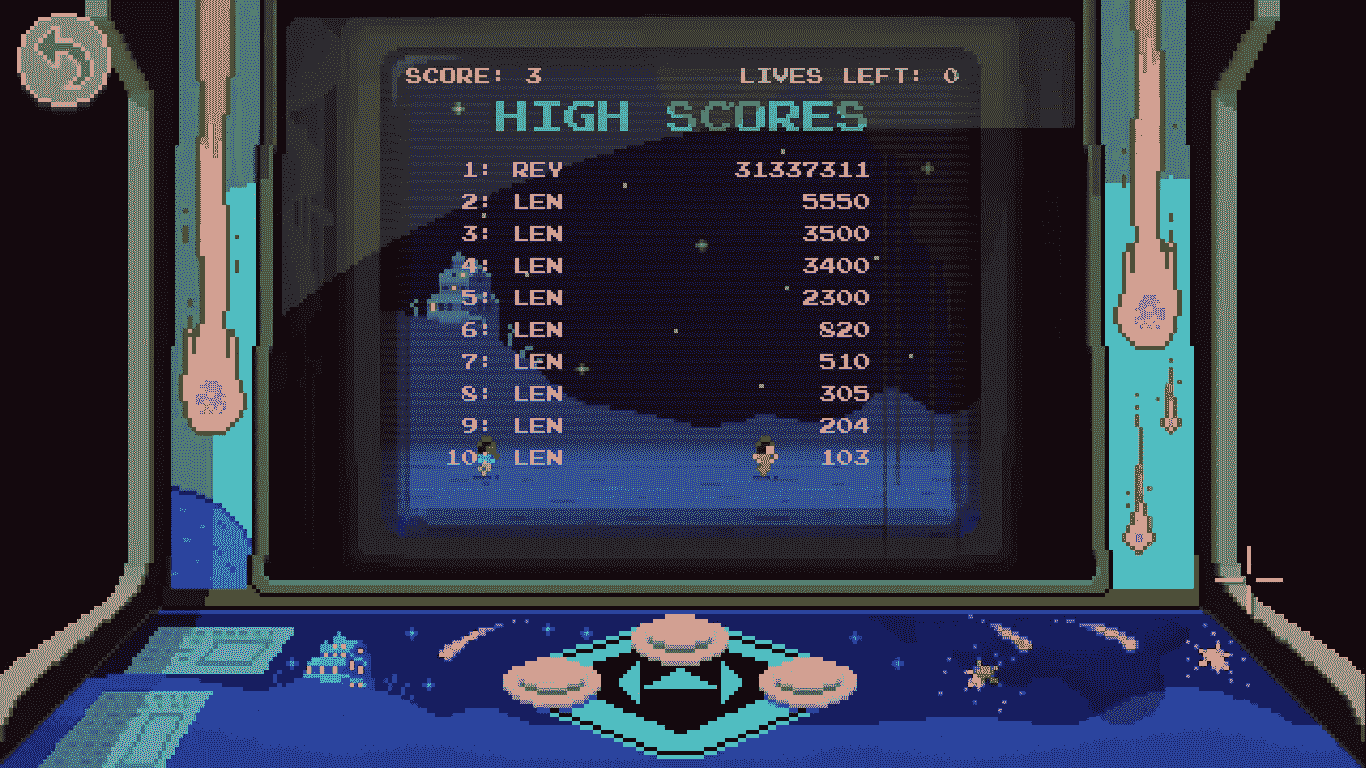 SCORE: 3 LIVES LEFT: 0
HIGH SCORES
1: REY 31337311
2: LEN 5550
3: LEN 3500
4: LEN 3400
5: LEN 2300
6: LEN 820
7: LEN 510
8: LEN 305
9: LEN 204
10: LEN 103